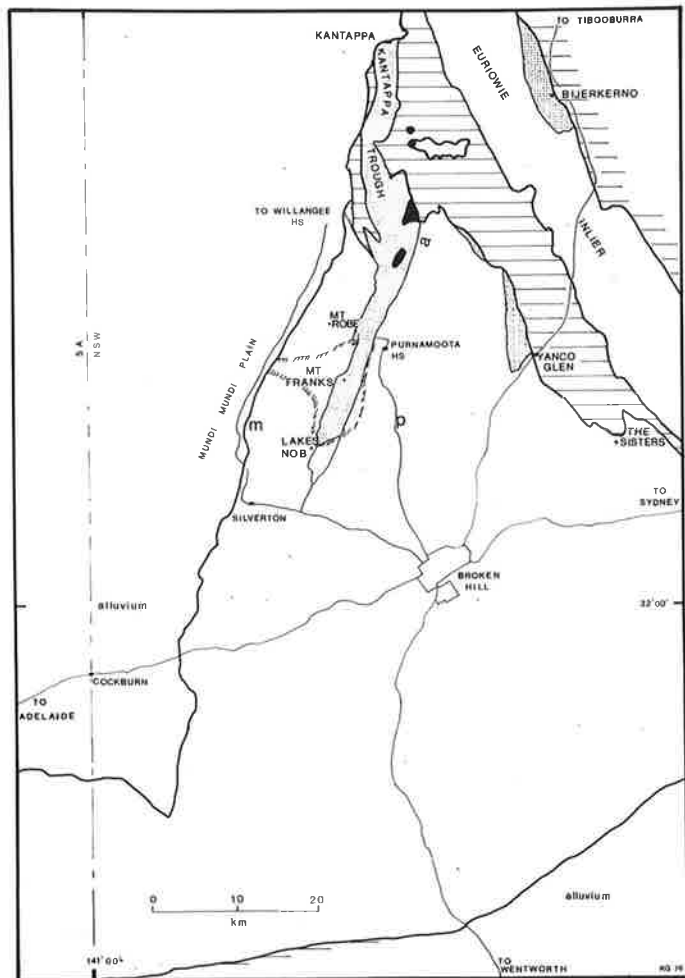 TO TIBOOBURRA
KANTAPPA
EURIOWIE
KANTAPPA
BIJERKERNO
TROUGH
TO WILLANGEE
HS
INLIER
a
SA
NSW
MT
ROBE
PURNAMOOTA
HS
YANCO
GLEN
MUNDI MUNDI PLAIN
MT
FRANKS
m
p
LAKES
NOB
THE
SISTERS
TO
SYDNEY
SILVERTON
BROKEN
HILL
alluvium
32°00'
COCKBURN
TO
ADELAIDE
0 10 20
km
alluvium
141°00'
TO
WENTWORTH